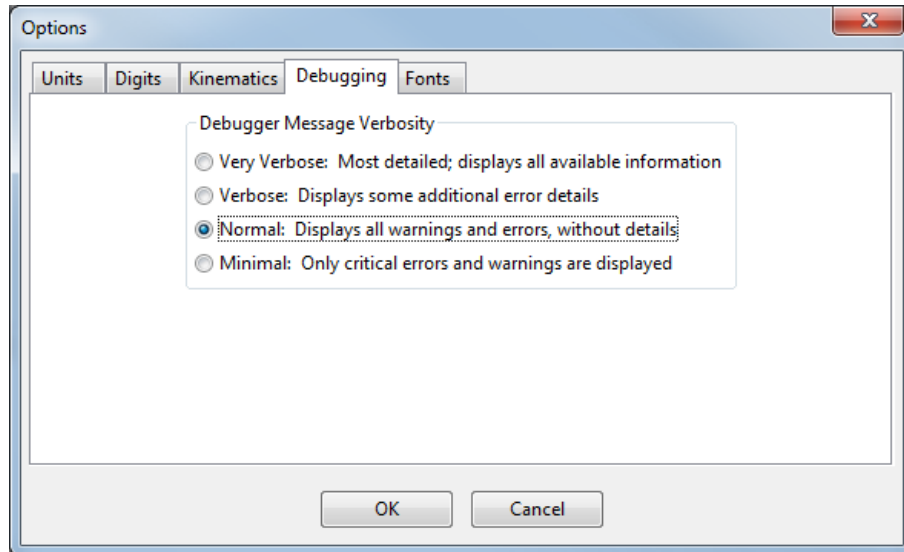 Options
Units Digits Kinematics Debugging Fonts
Debugger Message Verbosity
Very Verbose: Most detailed; displays all available information
Verbose: Displays some additional error details
Normal: Displays all warnings and errors, without details
Minimal: Only critical errors and warnings are displayed
OK Cancel